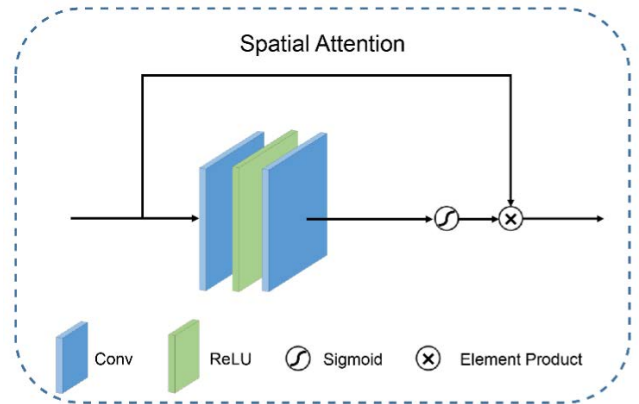 Spatial Attention
Conv
ReLU
Sigmoid
Element Product